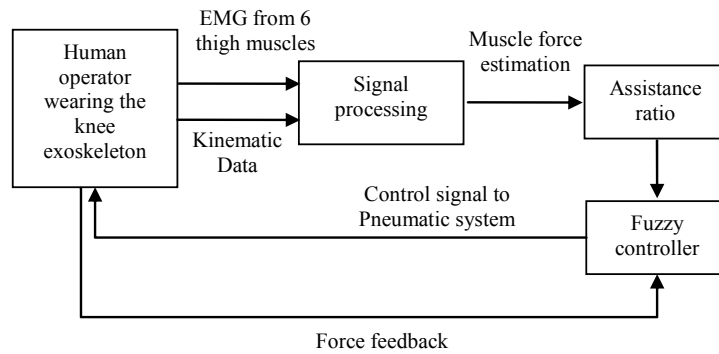 EMG from 6
thigh muscles
Human
operator
wearing the
knee
exoskeleton
Kinematic
Data
Signal
processing
Muscle force
estimation
Assistance
ratio
Control signal to
Pneumatic system
Fuzzy
controller
Force feedback